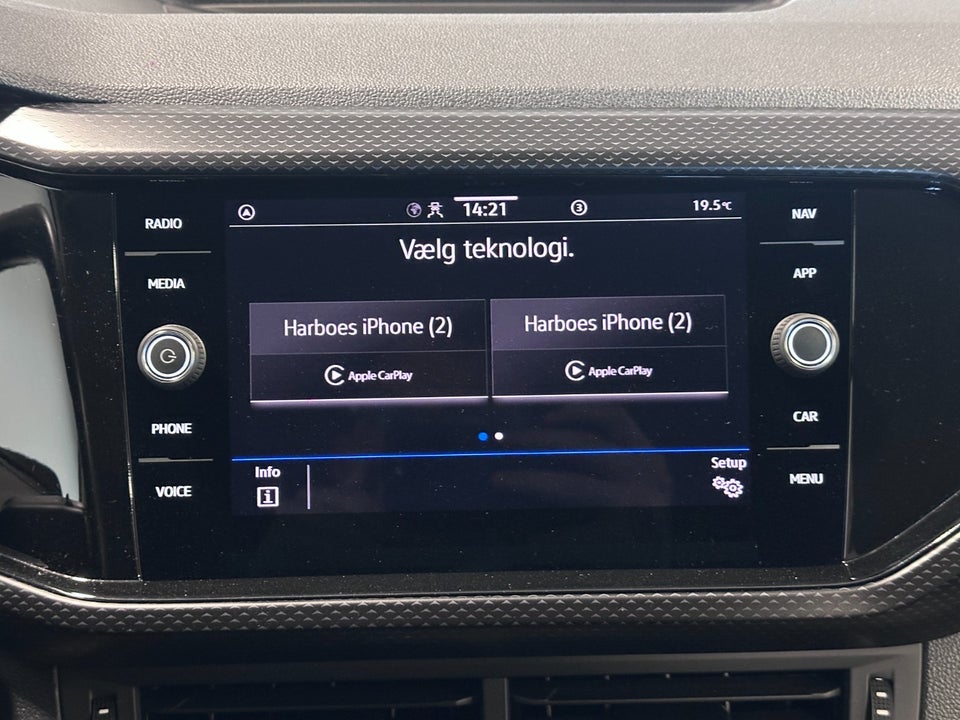 RADIO
MEDIA
PHONE
VOICE
14:21
3
19.5°C
Vælg teknologi.
Harboes iPhone (2)
Apple CarPlay
Harboes iPhone (2)
Apple CarPlay
Info
i
Setup
NAV
APP
CAR
MENU